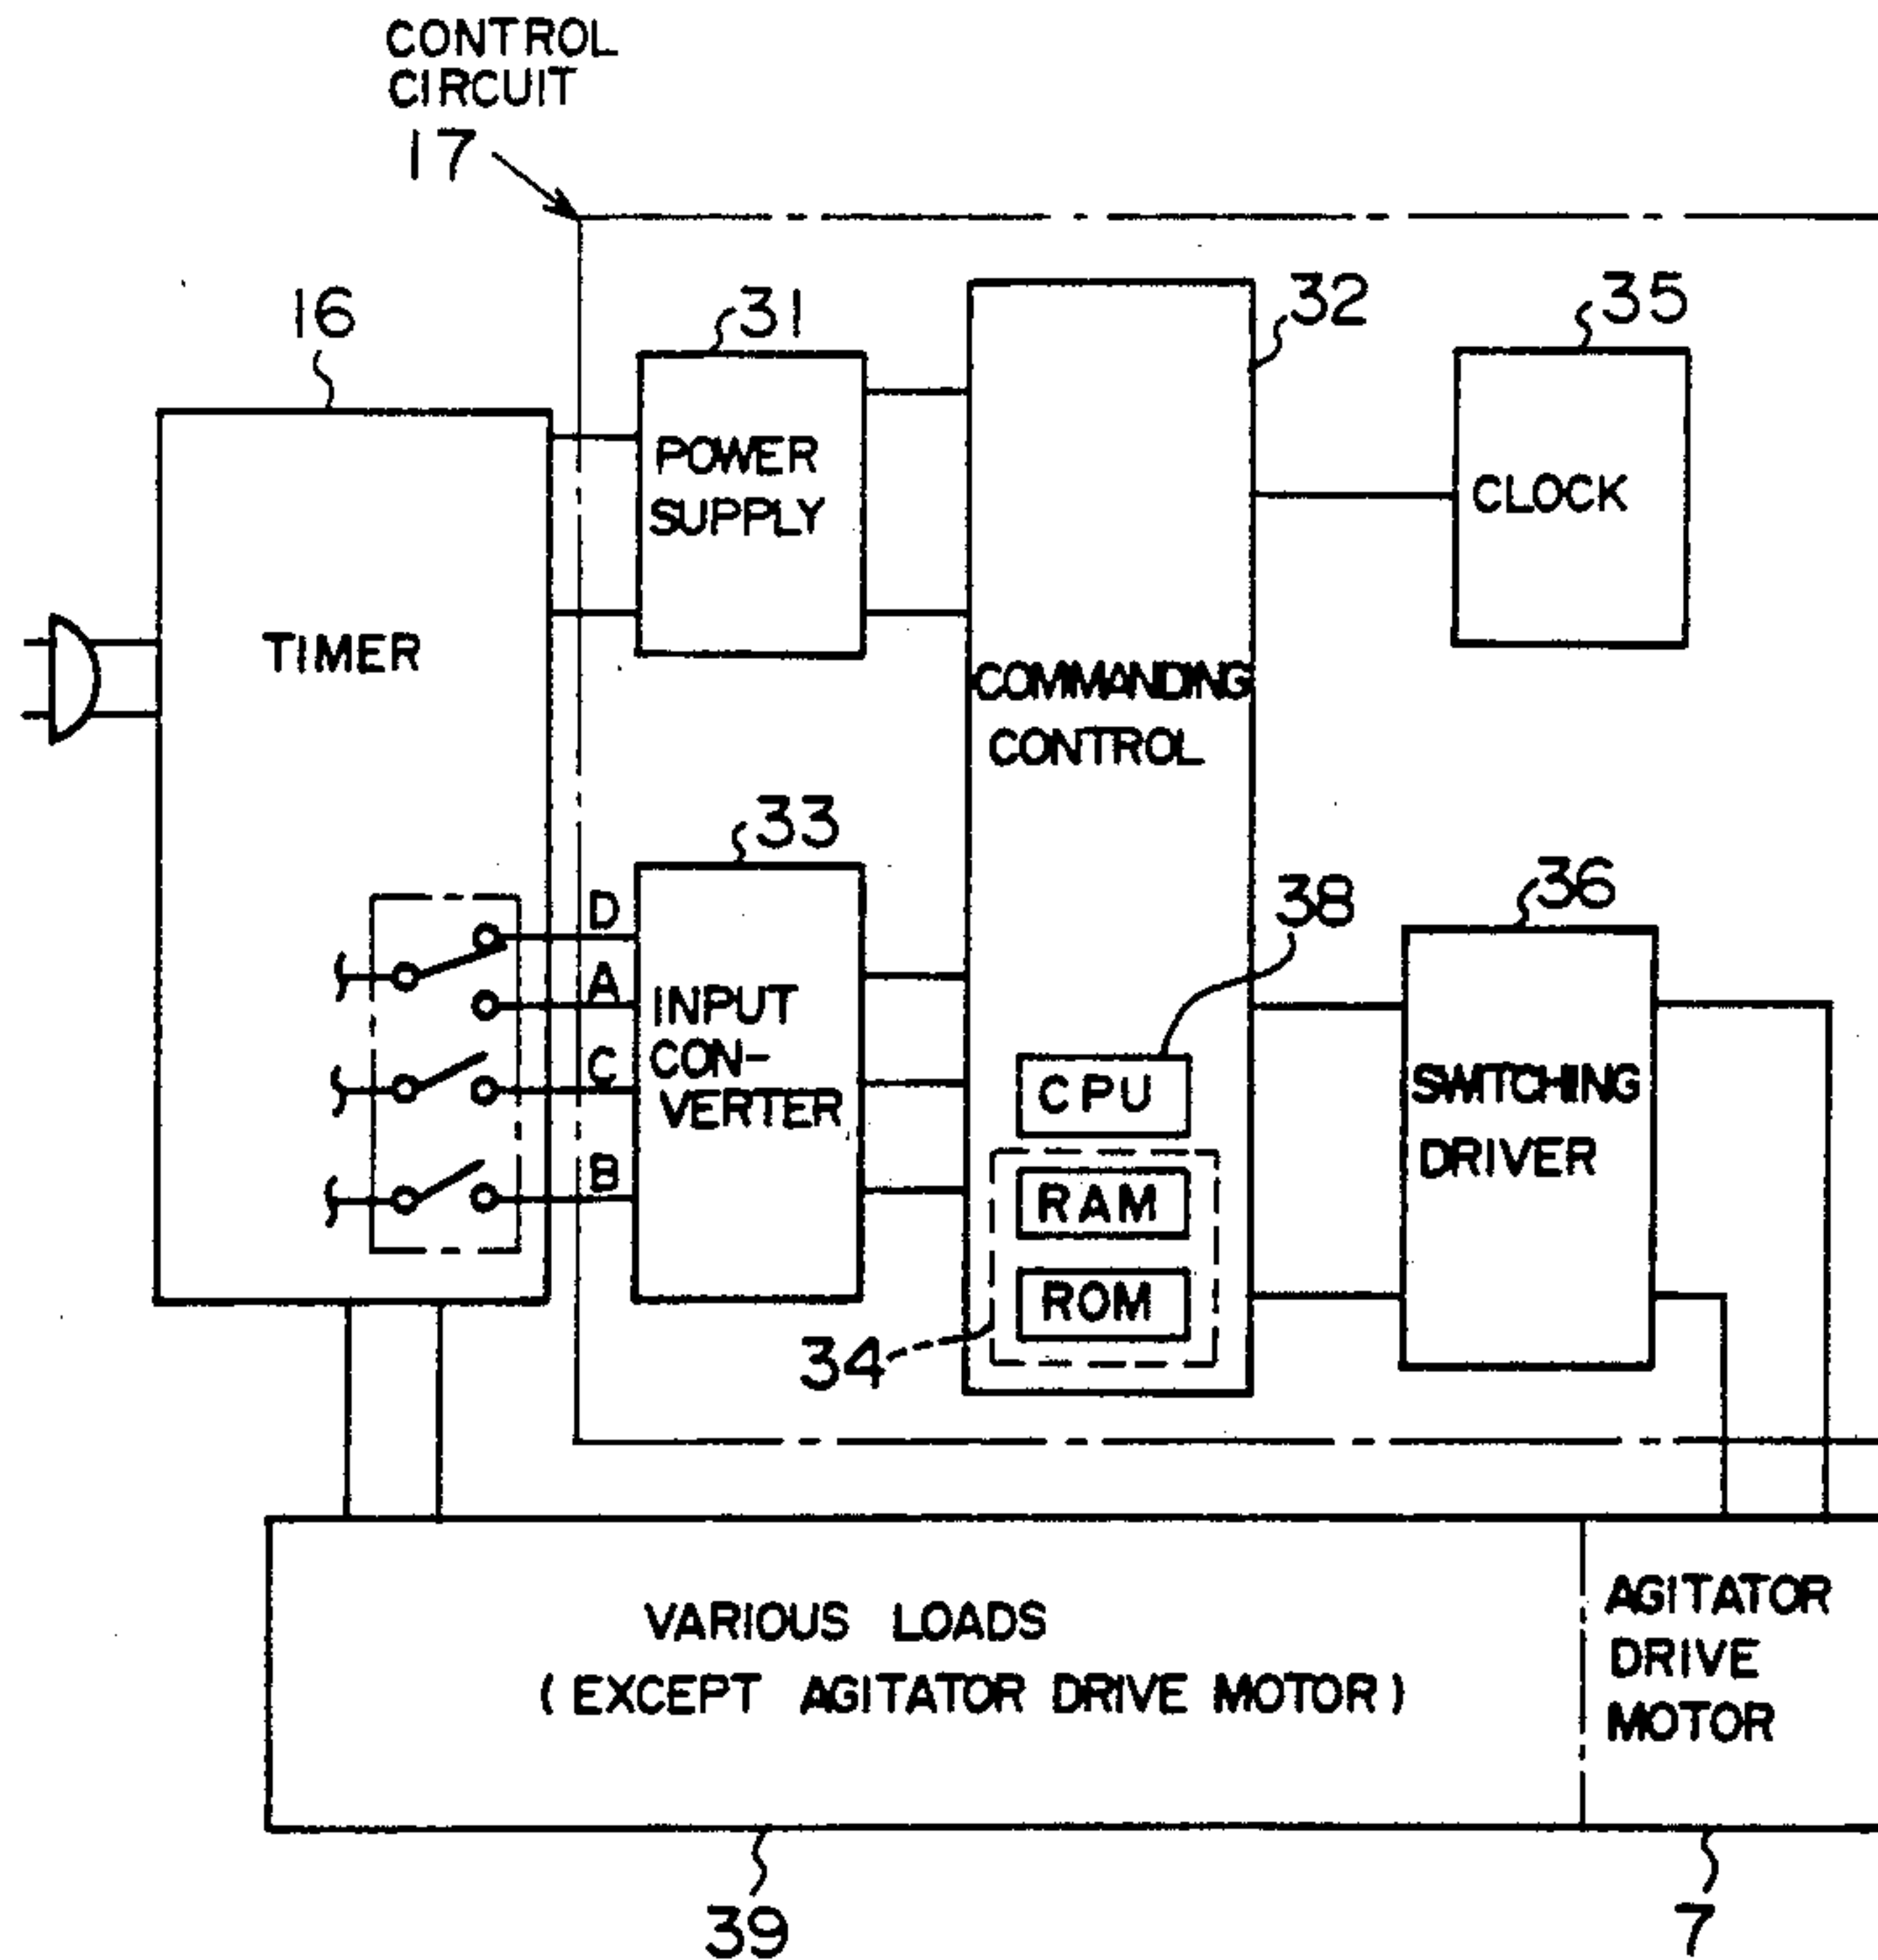 CONTROL
CIRCUIT
17
16
31
32
35
POWER
SUPPLY
CLOCK
TIMER
COMMANDING
CONTROL
33
38
36
D
A
C
B
INPUT
CON-
VERTER
CPU
RAM
ROM
34
SWITCHING
DRIVER
VARIOUS LOADS
(EXCEPT AGITATOR DRIVE MOTOR)
AGITATOR
DRIVE
MOTOR
39
7